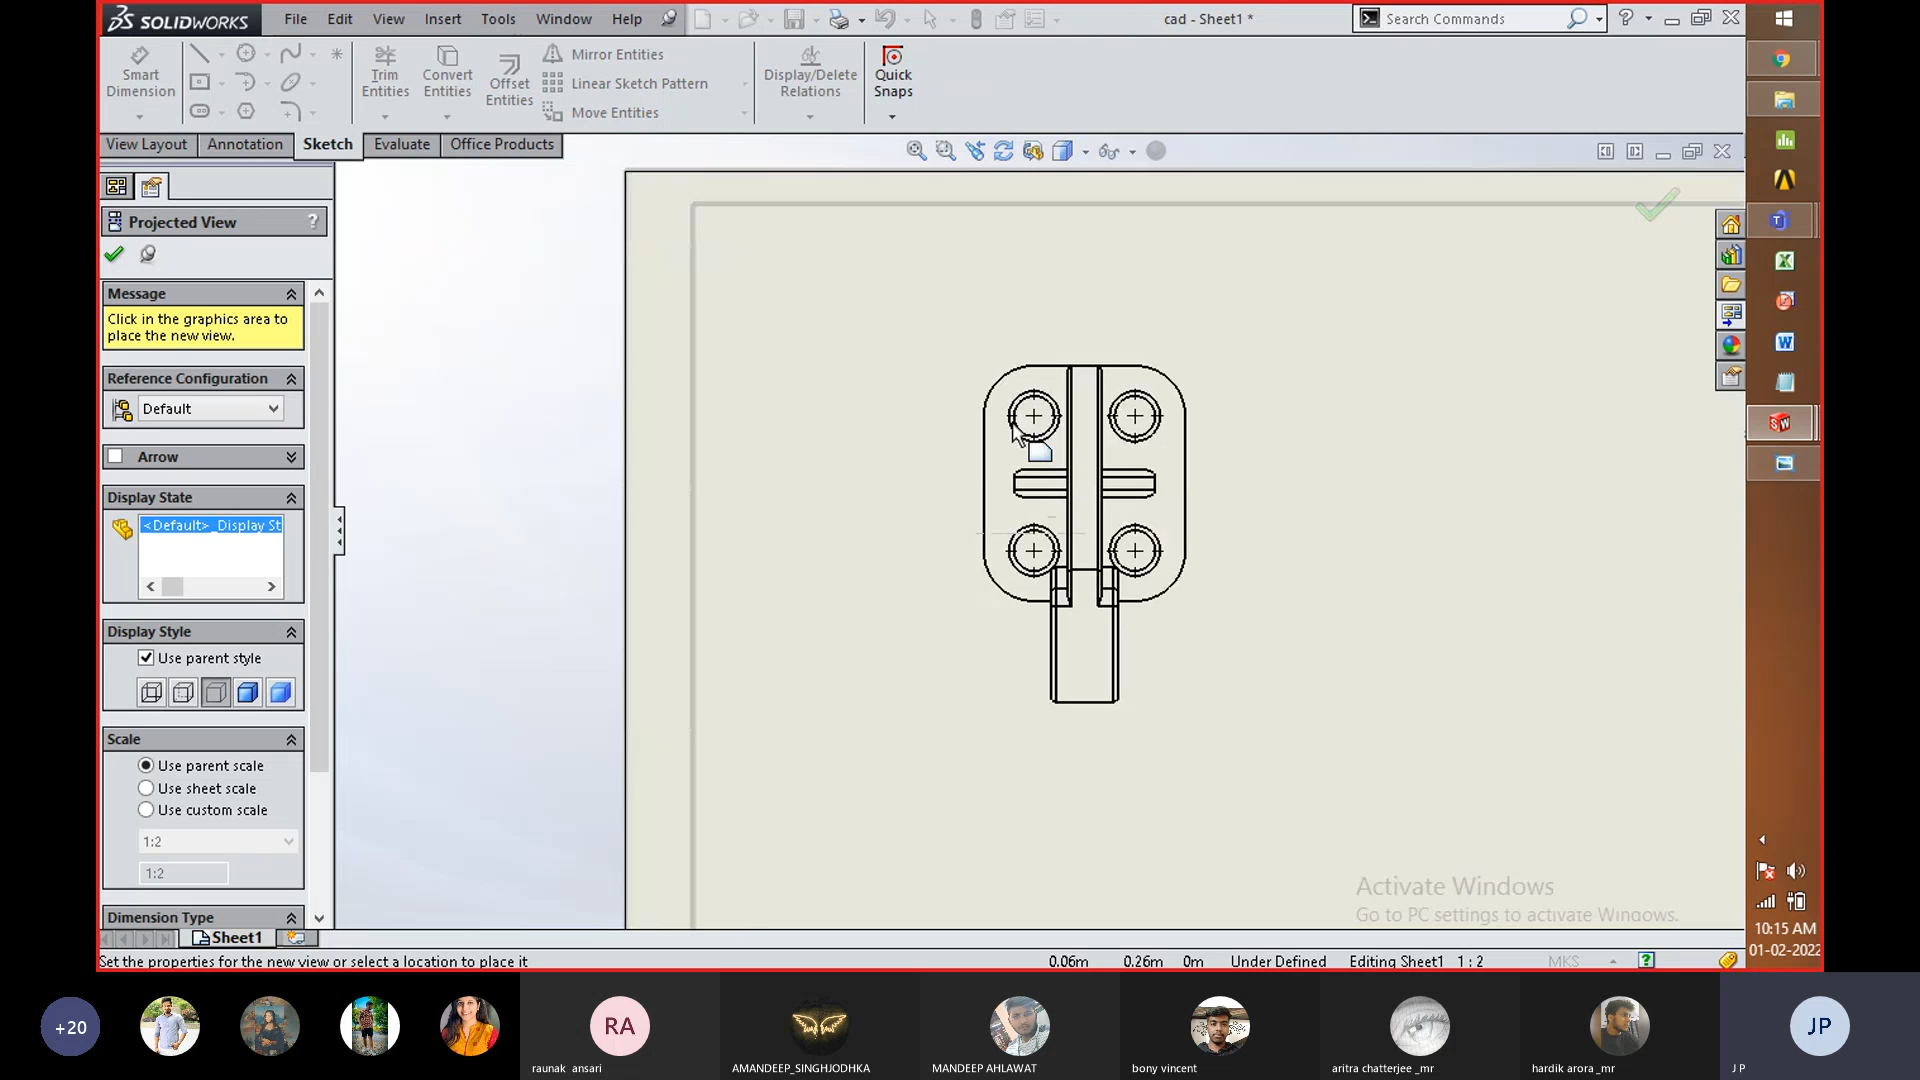 SOLIDWORKS
File Edit View Insert Tools Window Help
cad - Sheet1 *
Search Commands
Smart Dimension
Trim Entities
Convert Entities
Offset Entities
Mirror Entities
Linear Sketch Pattern
Move Entities
Display/Delete Relations
Quick Snaps
View Layout Annotation Sketch Evaluate Office Products
Projected View ?
Message
Click in the graphics area to
place the new view.
Reference Configuration
Default
Arrow
Display State
<Default>_Display St
Display Style
Use parent style
Scale
Use parent scale
Use sheet scale
Use custom scale
1:2
1:2
Dimension Type
Sheet1
Set the properties for the new view or select a location to place it
0.06m 0.26m 0m Under Defined Editing Sheet1 1 : 2 MKS
Activate Windows
Go to PC settings to activate Windows.
10:15 AM
01-02-2022
+20
RA
JP
raunak ansari
AMANDEEP_SINGHJODHKA
MANDEEP AHLAWAT
bony vincent
aritra chatterjee _mr
hardik arora _mr
J P